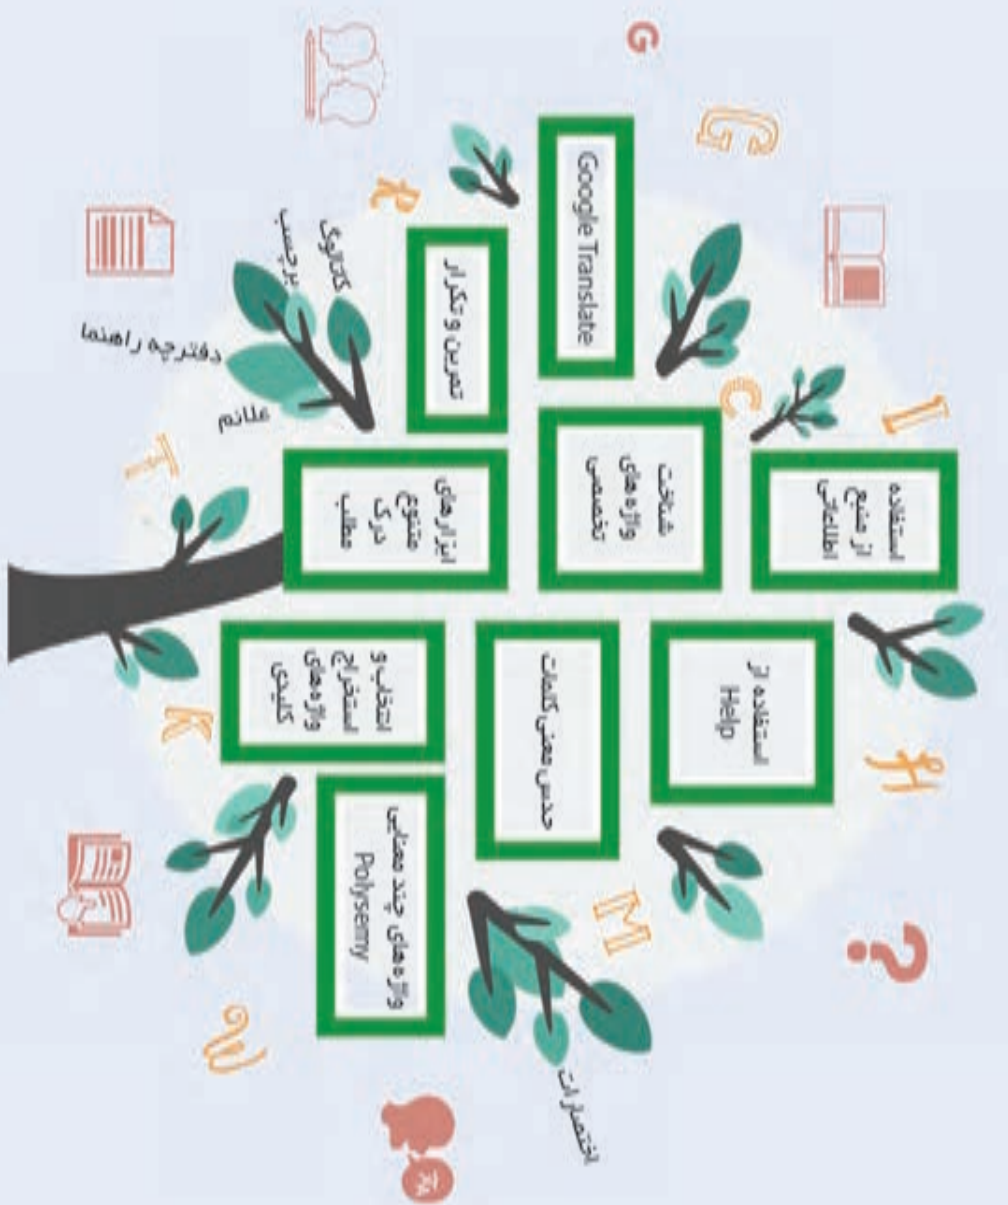 ?
H
I
استفاده
از منبع
اطلاعاتی
استفاده از
Help
C
G
شناخت
واژه های
تخصصی
G
Google Translate
M
حدس معنی کلمات
اختصارات
تمرین و تکرار
R
ابزارهای
متنوع
درک
مطلب
انتخاب و
استخراج
واژه های
کلیدی
واژه های چند معنایی
Polysemy
کاتالوگ
برچسب
علائم
دفترچه راهنما
W
K
T